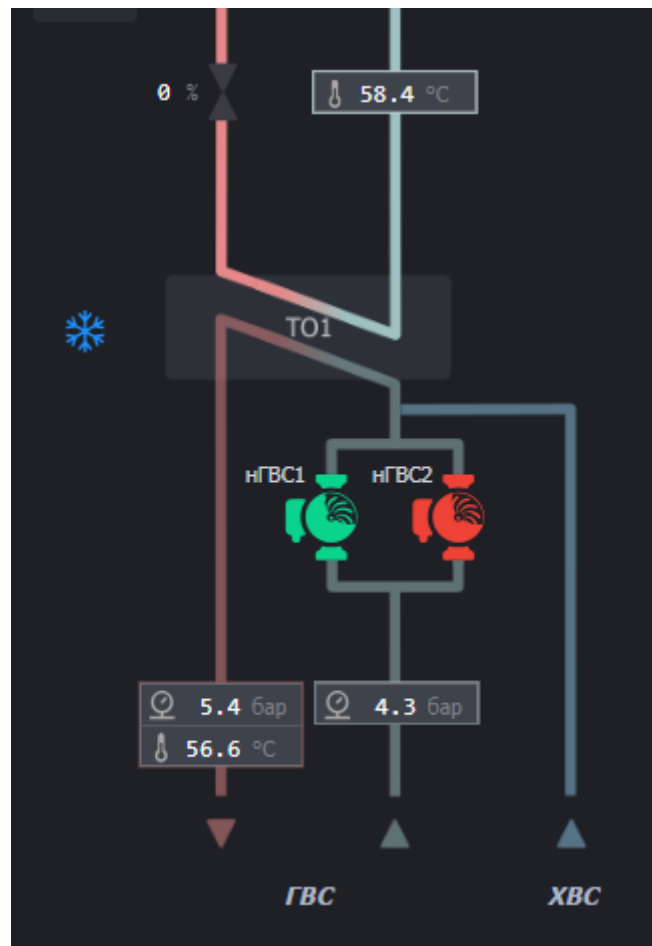 0 %
58.4 °C
ТО1
нГВС1
нГВС2
5.4 бар
4.3 бар
56.6 °C
ГВС
ХВС